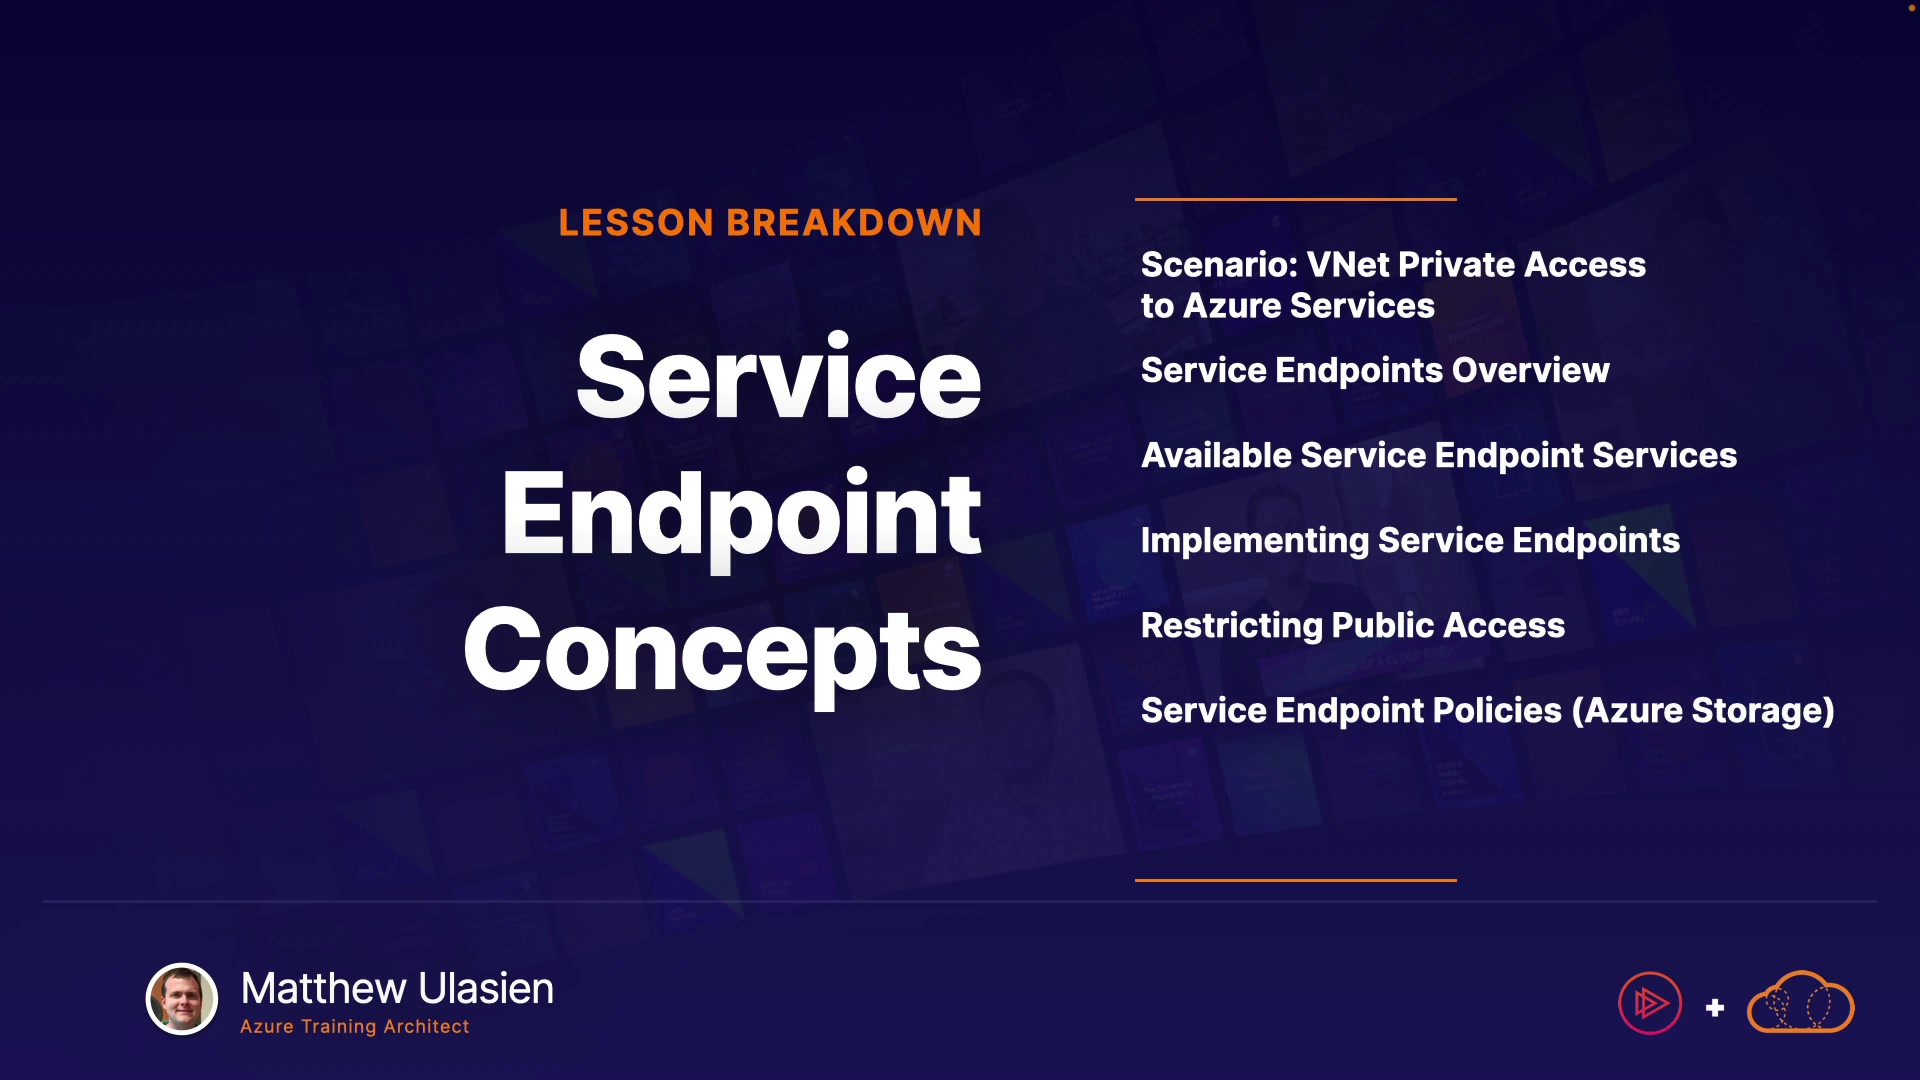 LESSON BREAKDOWN
Service
Endpoint
Concepts
Scenario: VNet Private Access
to Azure Services
Service Endpoints Overview
Available Service Endpoint Services
Implementing Service Endpoints
Restricting Public Access
Service Endpoint Policies (Azure Storage)
Matthew Ulasien
Azure Training Architect
+